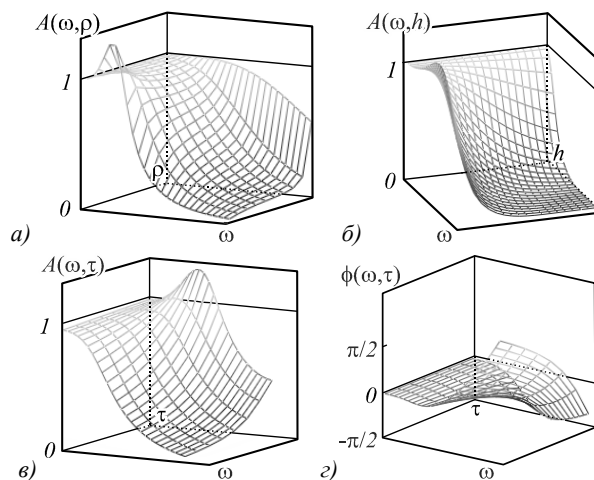 A(ω,ρ)
A(ω,h)
1
1
ρ
h
0
0
а)
ω
б)
ω
A(ω,τ)
ϕ(ω,τ)
1
π/2
τ
0
τ
0
-π/2
в)
ω
г)
ω